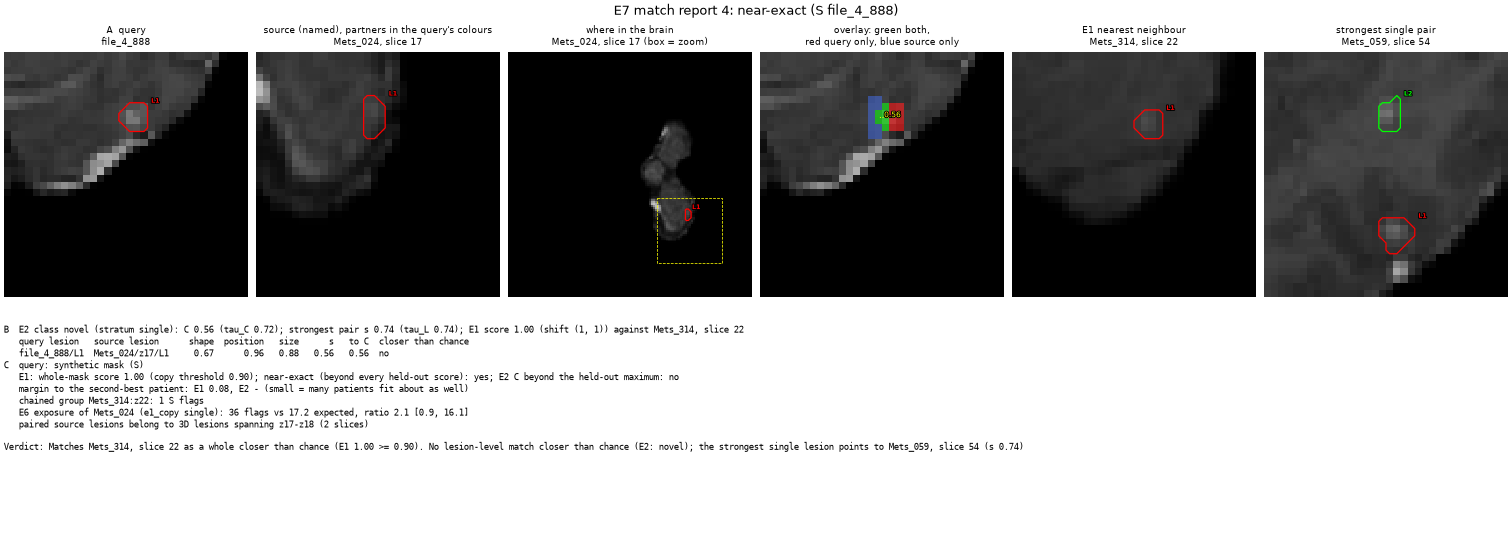 E7 match report 4: near-exact (S file_4_888)
A query
file_4_888
source (named), partners in the query's colours
Mets_024, slice 17
where in the brain
Mets_024, slice 17 (box = zoom)
overlay: green both,
red query only, blue source only
E1 nearest neighbour
Mets_314, slice 22
strongest single pair
Mets_059, slice 54
L1
L1
L1
0.56
L1
L2
L1
B E2 class novel (stratum single): C 0.56 (tau_C 0.72); strongest pair s 0.74 (tau_L 0.74); E1 score 1.00 (shift (1, 1)) against Mets_314, slice 22
query lesion source lesion shape position size s to C closer than chance
file_4_888/L1 Mets_024/z17/L1 0.67 0.96 0.88 0.56 0.56 no
C query: synthetic mask (S)
E1: whole-mask score 1.00 (copy threshold 0.90); near-exact (beyond every held-out score): yes; E2 C beyond the held-out maximum: no
margin to the second-best patient: E1 0.08, E2 - (small = many patients fit about as well)
chained group Mets_314:z22: 1 S flags
E6 exposure of Mets_024 (e1_copy single): 36 flags vs 17.2 expected, ratio 2.1 [0.9, 16.1]
paired source lesions belong to 3D lesions spanning z17-z18 (2 slices)
Verdict: Matches Mets_314, slice 22 as a whole closer than chance (E1 1.00 >= 0.90). No lesion-level match closer than chance (E2: novel); the strongest single lesion points to Mets_059, slice 54 (s 0.74)